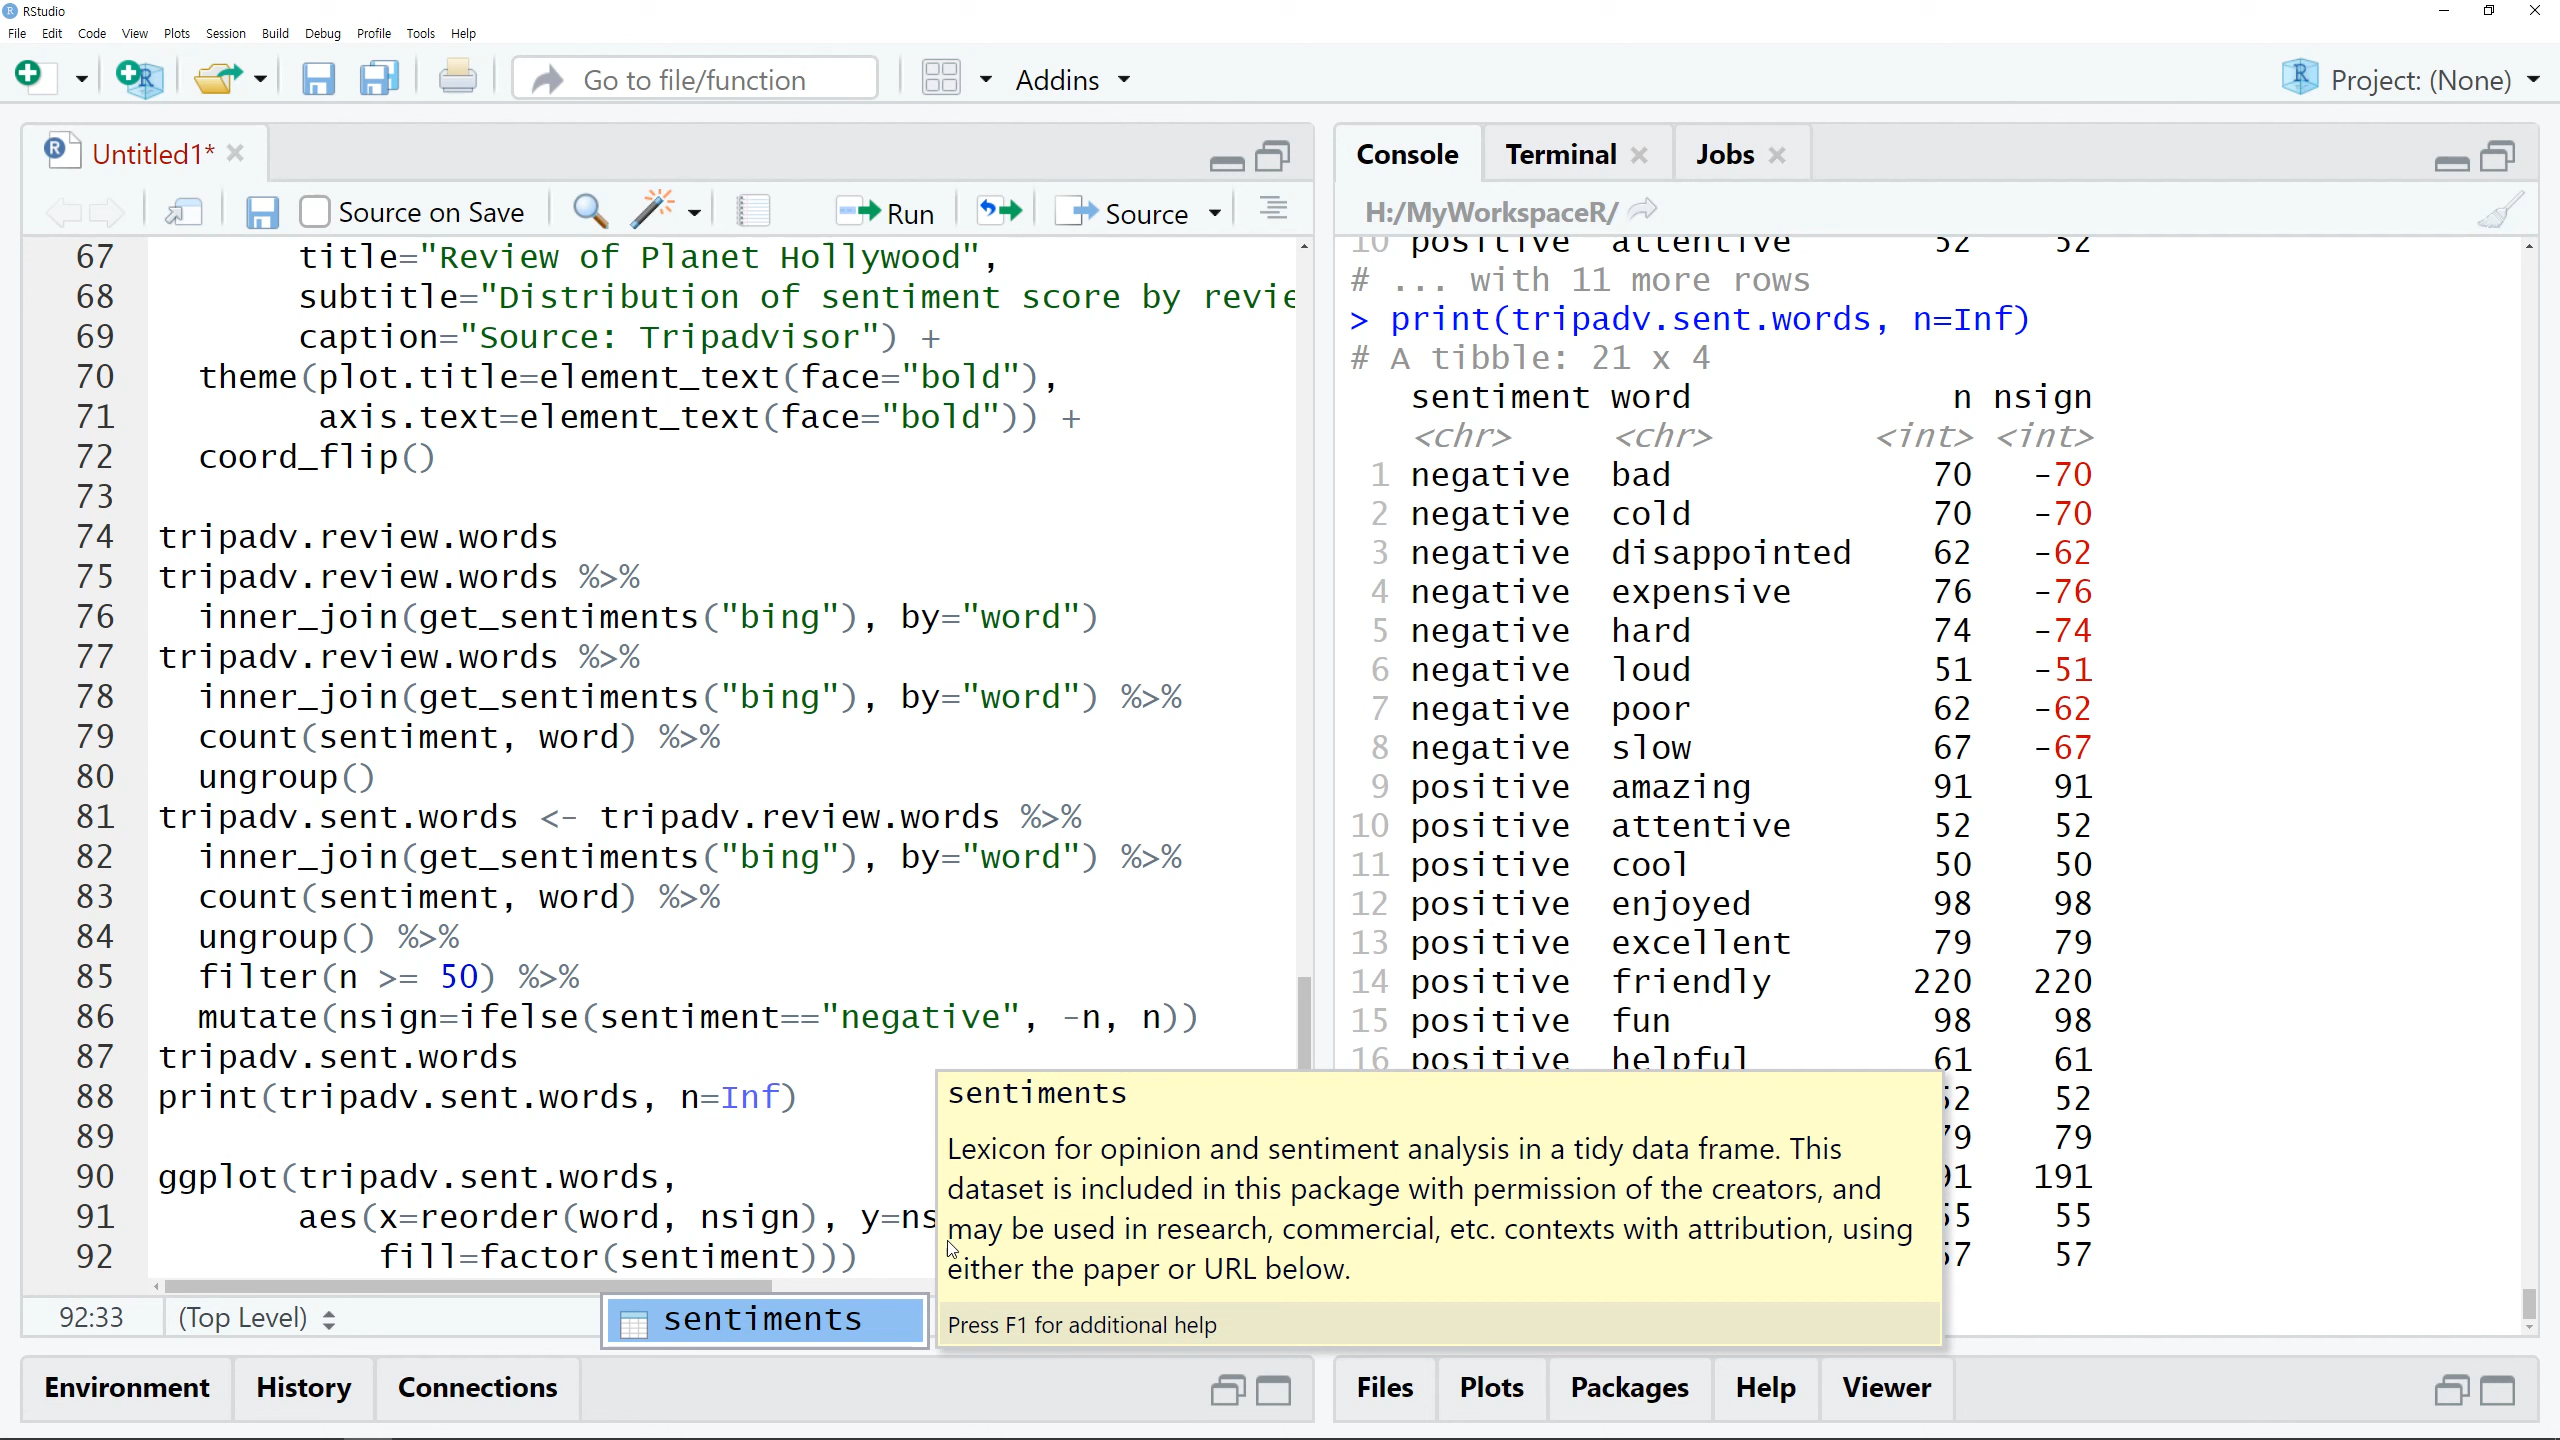 RStudio
File Edit Code View Plots Session Build Debug Profile Tools Help
Go to file/function Addins Project: (None)
Untitled1*
Source on Save Run Source
67 title="Review of Planet Hollywood",
68 subtitle="Distribution of sentiment score by revie
69 caption="Source: Tripadvisor") +
70 theme(plot.title=element_text(face="bold"),
71 axis.text=element_text(face="bold")) +
72 coord_flip()
73
74 tripadv.review.words
75 tripadv.review.words %>%
76 inner_join(get_sentiments("bing"), by="word")
77 tripadv.review.words %>%
78 inner_join(get_sentiments("bing"), by="word") %>%
79 count(sentiment, word) %>%
80 ungroup()
81 tripadv.sent.words <- tripadv.review.words %>%
82 inner_join(get_sentiments("bing"), by="word") %>%
83 count(sentiment, word) %>%
84 ungroup() %>%
85 filter(n >= 50) %>%
86 mutate(nsign=ifelse(sentiment=="negative", -n, n))
87 tripadv.sent.words
88 print(tripadv.sent.words, n=Inf)
89
90 ggplot(tripadv.sent.words,
91 aes(x=reorder(word, nsign), y=ns
92 fill=factor(sentiment)))
92:33 (Top Level)
sentiments
sentiments
Lexicon for opinion and sentiment analysis in a tidy data frame. This
dataset is included in this package with permission of the creators, and
may be used in research, commercial, etc. contexts with attribution, using
either the paper or URL below.
Press F1 for additional help
Console Terminal Jobs
H:/MyWorkspaceR/
10 positive attentive 52 52
# ... with 11 more rows
> print(tripadv.sent.words, n=Inf)
# A tibble: 21 x 4
sentiment word n nsign
<chr> <chr> <int> <int>
1 negative bad 70 -70
2 negative cold 70 -70
3 negative disappointed 62 -62
4 negative expensive 76 -76
5 negative hard 74 -74
6 negative loud 51 -51
7 negative poor 62 -62
8 negative slow 67 -67
9 positive amazing 91 91
10 positive attentive 52 52
11 positive cool 50 50
12 positive enjoyed 98 98
13 positive excellent 79 79
14 positive friendly 220 220
15 positive fun 98 98
16 positive helpful 61 61
52
79
191
55
57
Environment History Connections
Files Plots Packages Help Viewer